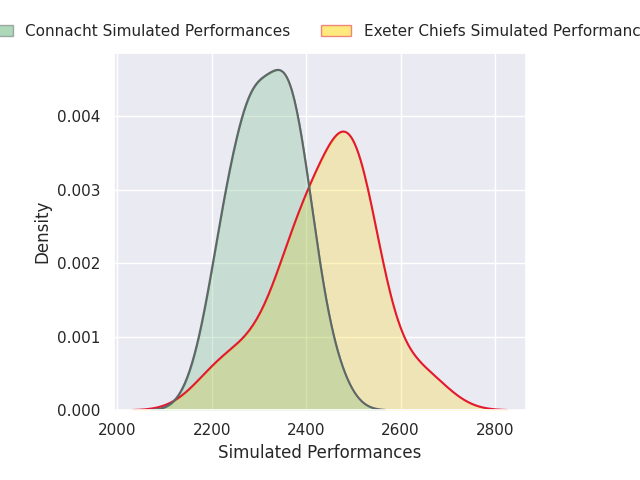 Connacht Simulated Performances Exeter Chiefs Simulated Performanc
0.004
0.003
0.002
0.001
0.000
Density
2000 2200 2400 2600 2800
Simulated Performances